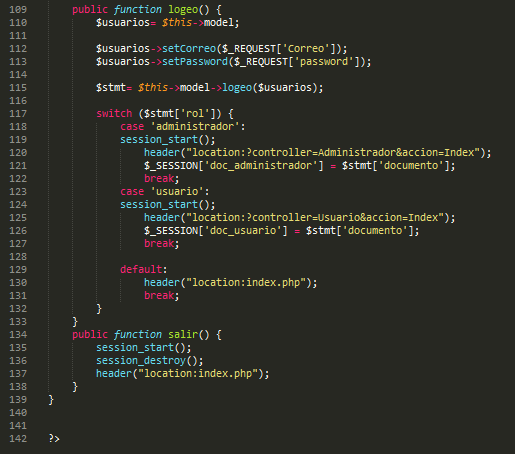 109 public function logeo() {
110 $usuarios= $this->model;
111
112 $usuarios->setCorreo($_REQUEST['Correo']);
113 $usuarios->setPassword($_REQUEST['password']);
114
115 $stmt= $this->model->logeo($usuarios);
116
117 switch ($stmt['rol']) {
118 case 'administrador':
119 session_start();
120 header("location:?controller=Administrador&accion=Index");
121 $_SESSION['doc_administrador'] = $stmt['documento'];
122 break;
123 case 'usuario':
124 session_start();
125 header("location:?controller=Usuario&accion=Index");
126 $_SESSION['doc_usuario'] = $stmt['documento'];
127 break;
128
129 default:
130 header("location:index.php");
131 break;
132 }
133 }
134 public function salir() {
135 session_start();
136 session_destroy();
137 header("location:index.php");
138 }
139 }
140
141
142 ?>